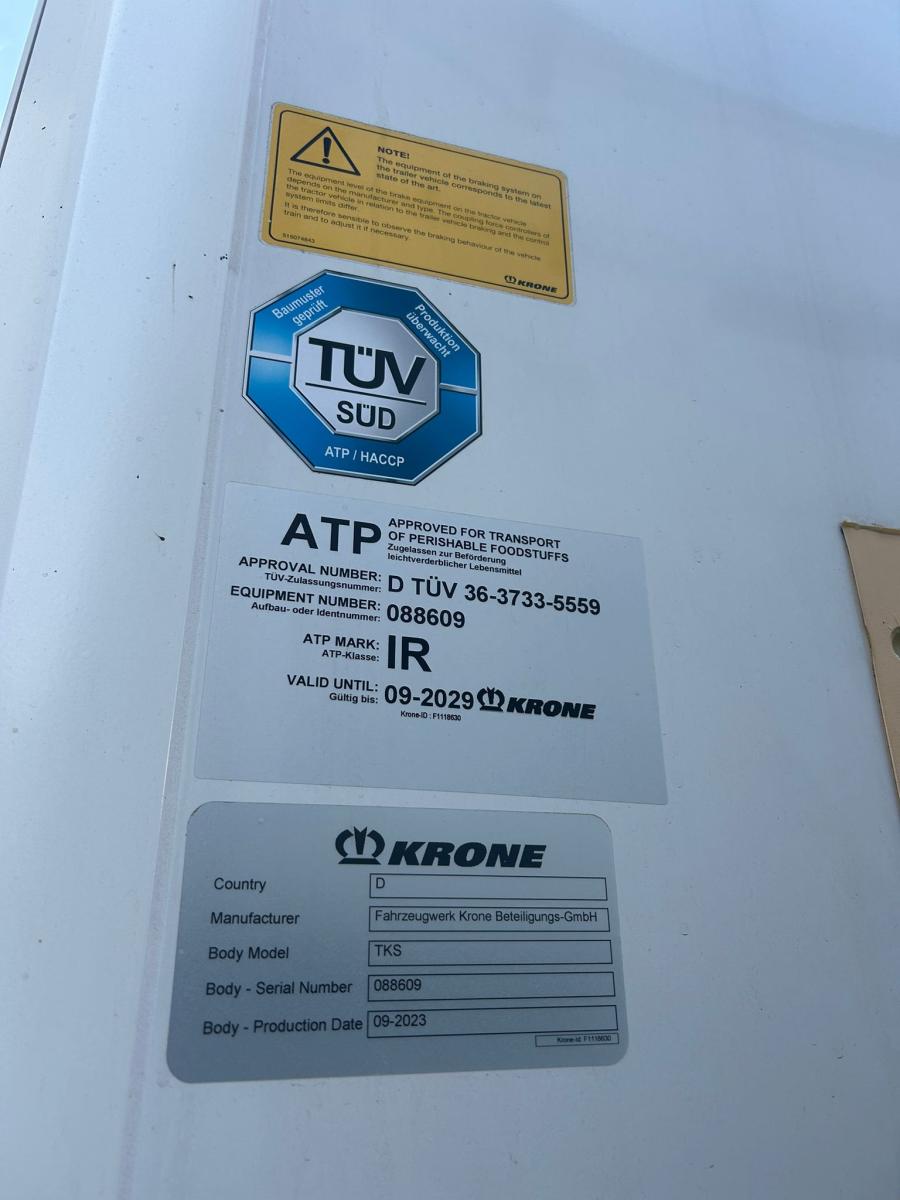 NOTE!
The equipment of the braking system on
the trailer vehicle corresponds to the latest
state of the art.
The equipment level of the brake equipment on the tractor vehicle
depends on the manufacturer and type. The coupling force controllers of
the tractor vehicle in relation to the trailer vehicle braking and the control
system limits differ.
It is therefore sensible to observe the braking behaviour of the vehicle
train and to adjust it if necessary.
515074843
KRONE
Baumuster
geprüft
Produktion
überwacht
TÜV
SÜD
ATP / HACCP
ATP
APPROVED FOR TRANSPORT
OF PERISHABLE FOODSTUFFS
Zugelassen zur Beförderung
leichtverderblicher Lebensmittel
APPROVAL NUMBER:
TÜV-Zulassungsnummer:
D TÜV 36-3733-5559
EQUIPMENT NUMBER:
Aufbau- oder Identnummer:
088609
ATP MARK:
ATP-Klasse:
IR
VALID UNTIL:
Gültig bis:
09-2029 KRONE
Krone-ID : F1118630
KRONE
Country D
Manufacturer Fahrzeugwerk Krone Beteiligungs-GmbH
Body Model TKS
Body - Serial Number 088609
Body - Production Date 09-2023
Krone-Id: F1118630